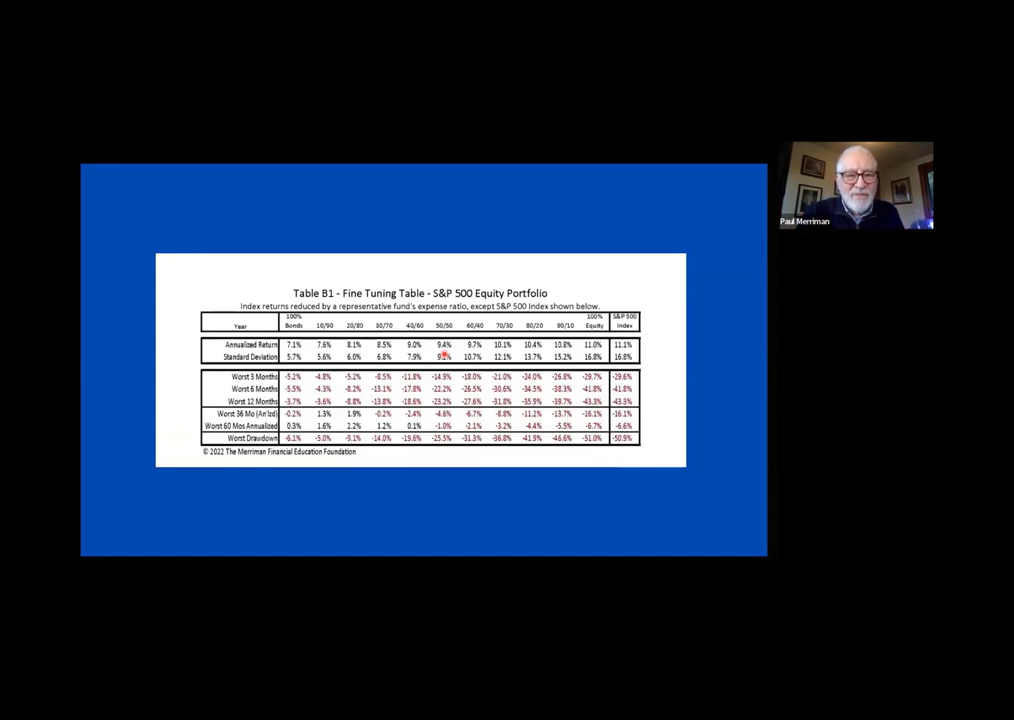 Paul Merriman
Table B1 - Fine Tuning Table - S&P 500 Equity Portfolio
Index returns reduced by a representative fund's expense ratio, except S&P 500 Index shown below.
Year 100% Bonds 10/90 20/80 30/70 40/60 50/50 60/40 70/30 80/20 90/10 100% Equity S&P 500 Index
Annualized Return 7.1% 7.6% 8.1% 8.5% 9.0% 9.4% 9.7% 10.1% 10.4% 10.8% 11.0% 11.1%
Standard Deviation 5.7% 5.6% 6.0% 6.8% 7.9% 10.7% 12.1% 13.7% 15.2% 16.8% 16.8%
Worst 3 Months -5.2% -4.8% -5.2% -8.5% -11.8% -14.9% -18.0% -21.0% -24.0% -26.8% -29.7% -29.6%
Worst 6 Months -5.5% -4.3% -8.2% -13.1% -17.8% -22.2% -26.5% -30.6% -34.5% -38.3% -41.8% -41.8%
Worst 12 Months -3.7% -3.6% -8.8% -13.8% -18.6% -23.2% -27.6% -31.8% -35.9% -39.7% -43.3% -43.3%
Worst 36 Mo (An'lzd) -0.2% 1.3% 1.9% -0.2% -2.4% -4.6% -6.7% -8.8% -11.2% -13.7% -16.1% -16.1%
Worst 60 Mos Annualized 0.3% 1.6% 2.2% 1.2% 0.1% -1.0% -2.1% -3.2% -4.4% -5.5% -6.7% -6.6%
Worst Drawdown -6.1% -5.0% -9.1% -14.0% -19.6% -25.5% -31.3% -36.8% -41.9% -46.6% -51.0% -50.9%
© 2022 The Merriman Financial Education Foundation